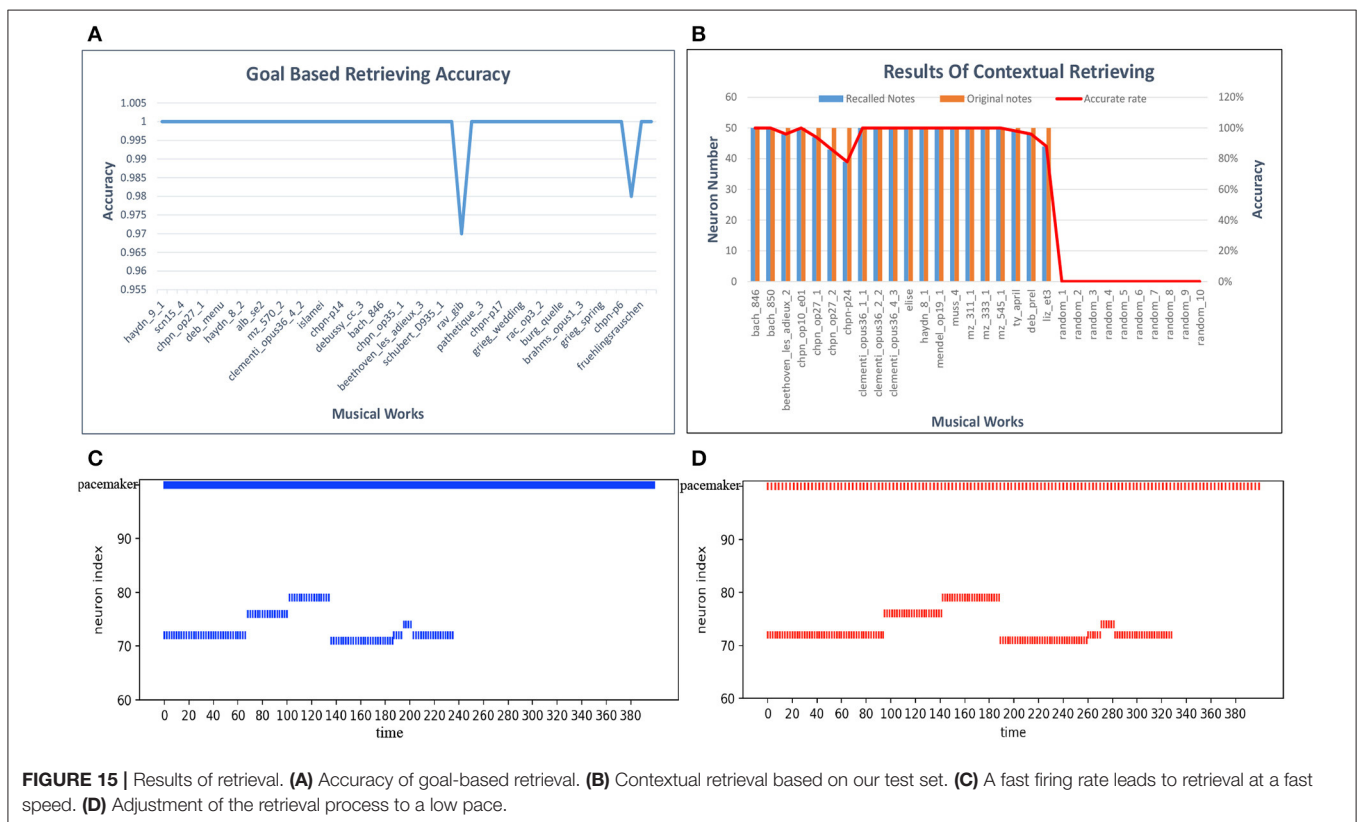 A
Goal Based Retrieving Accuracy
1.005
1
0.995
0.99
0.985
0.98
0.975
0.97
0.965
0.96
0.955
Accuracy
haydn_9_1
scn15_4
chpn_op27_1
deb_menu
haydn_8_2
alb_se2
mz_570_2
clementi_opus36_4_2
islamei
chpn-p14
debussy_cc_3
bach_846
chpn_op35_1
beethoven_les_adieux_3
schubert_D935_1
rav_gib
pathetique_3
chpn-p17
grieg_wedding
rac_op3_2
burg_quelle
brahms_opus1_3
grieg_spring
chpn-p6
fruehlingsrauschen
Musical Works
B
Results Of Contextual Retrieving
Recalled Notes Original notes Accurate rate
60
50
40
30
20
10
0
Neuron Number
120%
100%
80%
60%
40%
20%
0%
Accuracy
bach_846
bach_850
beethoven_les_adieux_2
chpn_op10_e01
chpn_op27_1
chpn_op27_2
chpn-p24
clementi_opus36_1_1
clementi_opus36_2_2
clementi_opus36_4_3
elise
haydn_8_1
mendel_op19_1
muss_4
mz_311_1
mz_333_1
mz_545_1
ty_april
deb_prel
liz_et3
random_1
random_2
random_3
random_4
random_5
random_6
random_7
random_8
random_9
random_10
Musical Works
C
pacemaker
90
80
70
60
neuron index
0 20 40 60 80 100 120 140 160 180 200 220 240 260 280 300 320 340 360 380
time
D
pacemaker
90
80
70
60
neuron index
0 20 40 60 80 100 120 140 160 180 200 220 240 260 280 300 320 340 360 380
time
FIGURE 15 | Results of retrieval. (A) Accuracy of goal-based retrieval. (B) Contextual retrieval based on our test set. (C) A fast firing rate leads to retrieval at a fast
speed. (D) Adjustment of the retrieval process to a low pace.